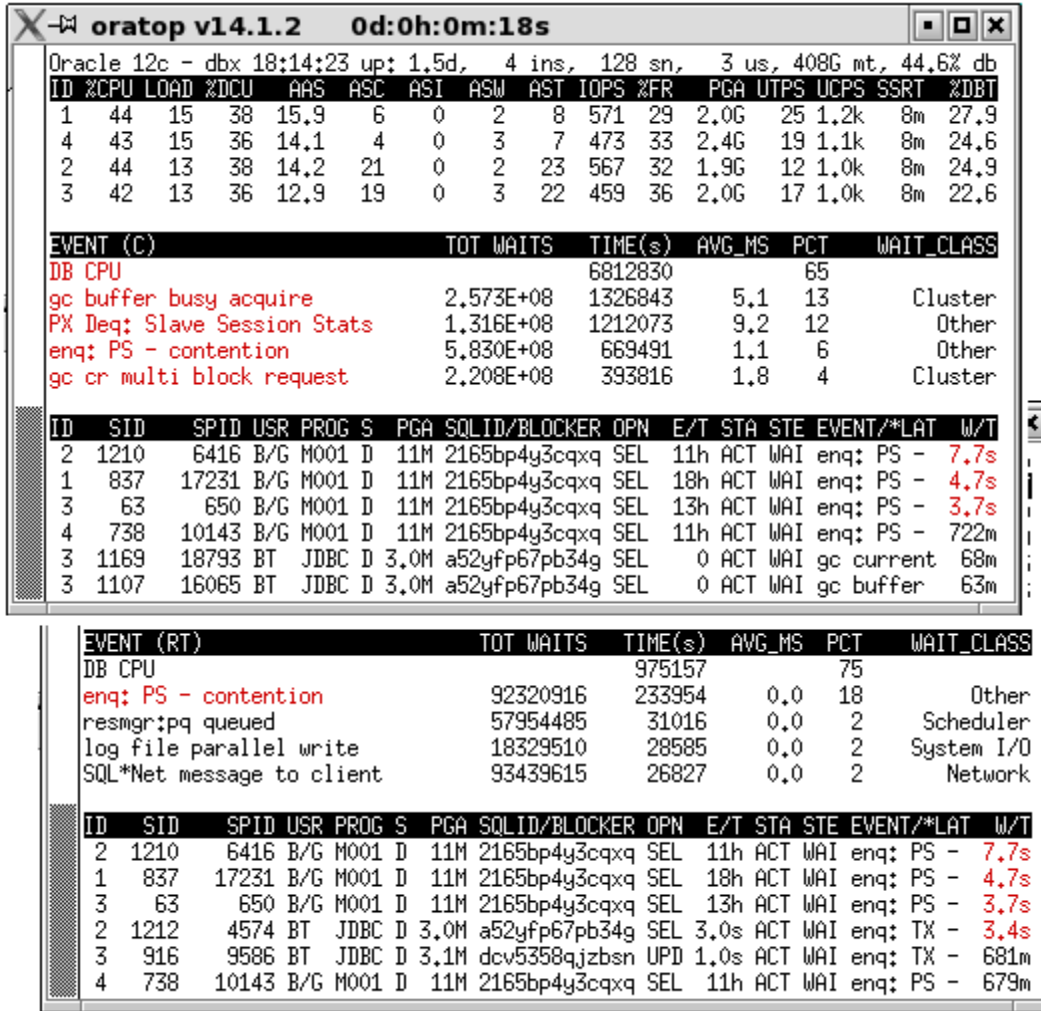 oratop v14.1.2 0d:0h:0m:18s
Oracle 12c - dbx 18:14:23 up: 1.5d, 4 ins, 128 sn, 3 us, 408G mt, 44.6% db
ID %CPU LOAD %DCU AAS ASC ASI ASW AST IOPS %FR PGA UTPS UCPS SSRT %DBT
1 44 15 38 15.9 6 0 2 8 571 29 2.0G 25 1.2k 8m 27.9
4 43 15 36 14.1 4 0 3 7 473 33 2.4G 19 1.1k 8m 24.6
2 44 13 38 14.2 21 0 2 23 567 32 1.9G 12 1.0k 8m 24.9
3 42 13 36 12.9 19 0 3 22 459 36 2.0G 17 1.0k 8m 22.6
EVENT (C) TOT WAITS TIME(s) AVG_MS PCT WAIT_CLASS
DB CPU 6812830 65
gc buffer busy acquire 2.573E+08 1326843 5.1 13 Cluster
PX Deq: Slave Session Stats 1.316E+08 1212073 9.2 12 Other
enq: PS - contention 5.830E+08 669491 1.1 6 Other
gc cr multi block request 2.208E+08 393816 1.8 4 Cluster
ID SID SPID USR PROG S PGA SQLID/BLOCKER OPN E/T STA STE EVENT/*LAT W/T
2 1210 6416 B/G M001 D 11M 2165bp4y3cqxq SEL 11h ACT WAI enq: PS - 7.7s
1 837 17231 B/G M001 D 11M 2165bp4y3cqxq SEL 18h ACT WAI enq: PS - 4.7s
3 63 650 B/G M001 D 11M 2165bp4y3cqxq SEL 13h ACT WAI enq: PS - 3.7s
4 738 10143 B/G M001 D 11M 2165bp4y3cqxq SEL 11h ACT WAI enq: PS - 722m
3 1169 18793 BT JDBC D 3.0M a52yfp67pb34g SEL 0 ACT WAI gc current 68m
3 1107 16065 BT JDBC D 3.0M a52yfp67pb34g SEL 0 ACT WAI gc buffer 63m
EVENT (RT) TOT WAITS TIME(s) AVG_MS PCT WAIT_CLASS
DB CPU 975157 75
enq: PS - contention 92320916 233954 0.0 18 Other
resmgr:pq queued 57954485 31016 0.0 2 Scheduler
log file parallel write 18329510 28585 0.0 2 System I/O
SQL*Net message to client 93439615 26827 0.0 2 Network
ID SID SPID USR PROG S PGA SQLID/BLOCKER OPN E/T STA STE EVENT/*LAT W/T
2 1210 6416 B/G M001 D 11M 2165bp4y3cqxq SEL 11h ACT WAI enq: PS - 7.7s
1 837 17231 B/G M001 D 11M 2165bp4y3cqxq SEL 18h ACT WAI enq: PS - 4.7s
3 63 650 B/G M001 D 11M 2165bp4y3cqxq SEL 13h ACT WAI enq: PS - 3.7s
2 1212 4574 BT JDBC D 3.0M a52yfp67pb34g SEL 3.0s ACT WAI enq: TX - 3.4s
3 916 9586 BT JDBC D 3.1M dcv5358qjzbsn UPD 1.0s ACT WAI enq: TX - 681m
4 738 10143 B/G M001 D 11M 2165bp4y3cqxq SEL 11h ACT WAI enq: PS - 679m